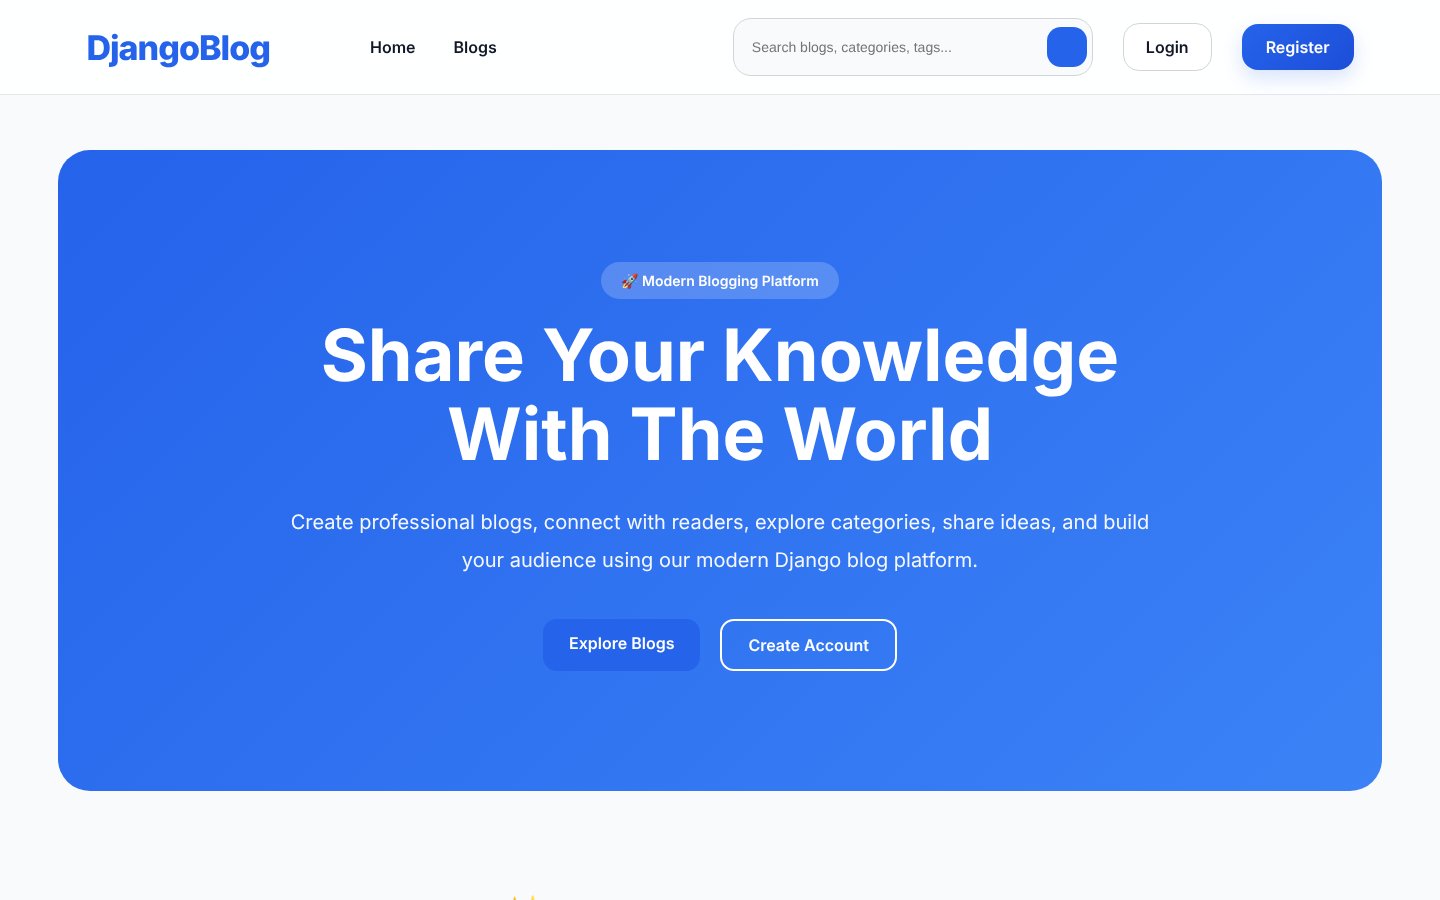 DjangoBlog
Home
Blogs
Search blogs, categories, tags...
Login
Register
🚀 Modern Blogging Platform
Share Your Knowledge
With The World
Create professional blogs, connect with readers, explore categories, share ideas, and build
your audience using our modern Django blog platform.
Explore Blogs
Create Account